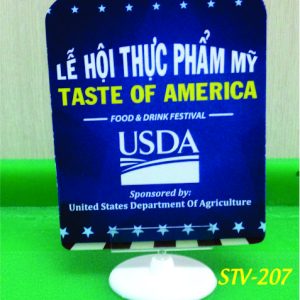 LỄ HỘI THỰC PHẨM MỸ
TASTE OF AMERICA
FOOD & DRINK FESTIVAL
USDA
Sponsored by:
United States Department Of Agriculture
STV-207